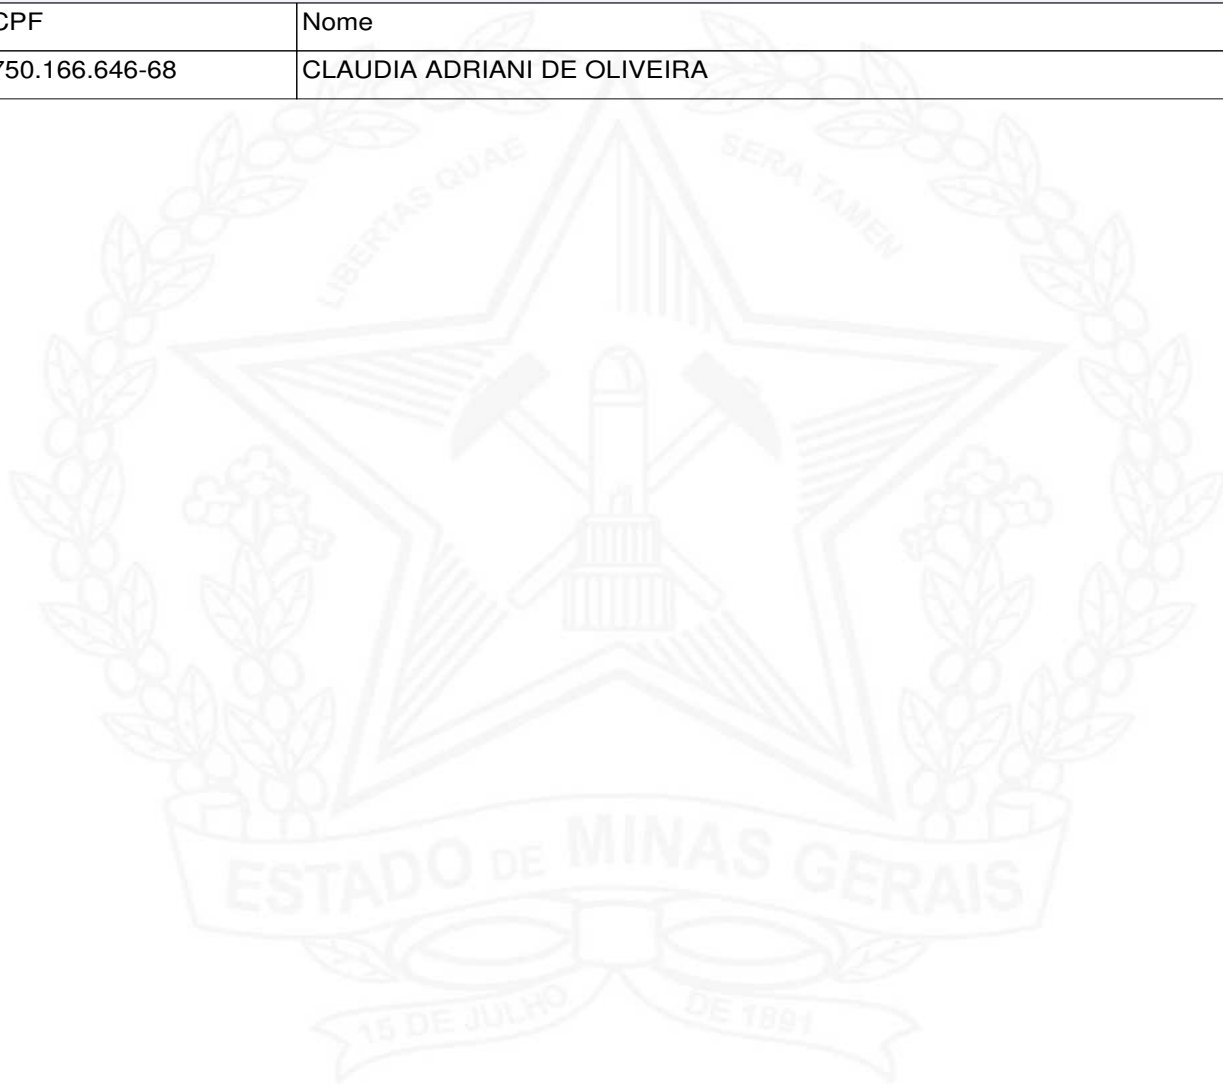 CPF Nome
750.166.646-68 CLAUDIA ADRIANI DE OLIVEIRA
LIBERTAS QUAE SERA TAMEN
ESTADO DE MINAS GERAIS
15 DE JULHO DE 1891